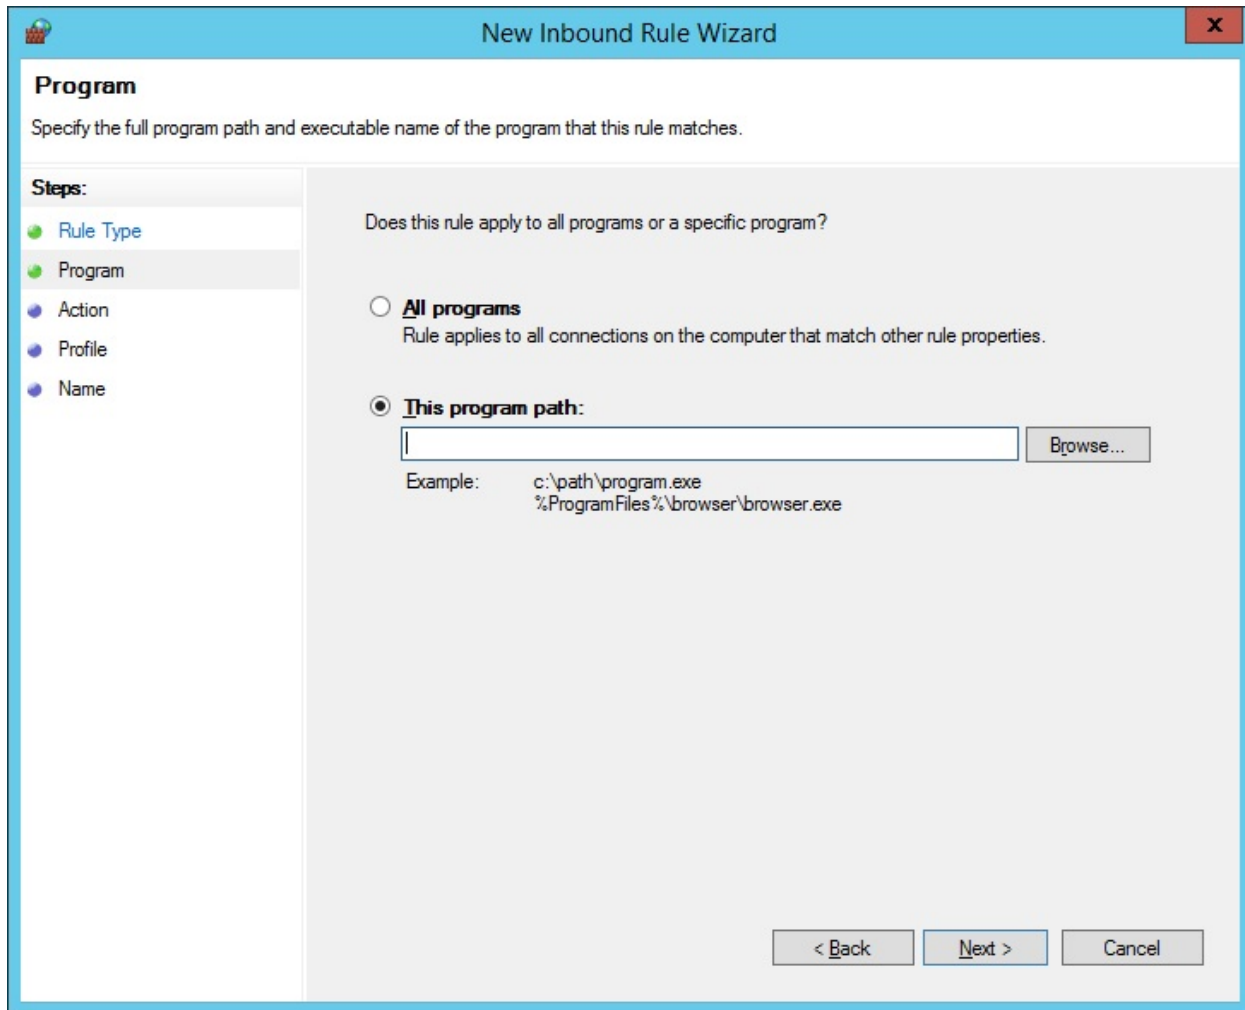 New Inbound Rule Wizard
x
Program
Specify the full program path and executable name of the program that this rule matches.
Steps:
Rule Type
Program
Action
Profile
Name
Does this rule apply to all programs or a specific program?
All programs
Rule applies to all connections on the computer that match other rule properties.
This program path:
Browse...
Example: c:\path\program.exe
%ProgramFiles%\browser\browser.exe
< Back Next > Cancel